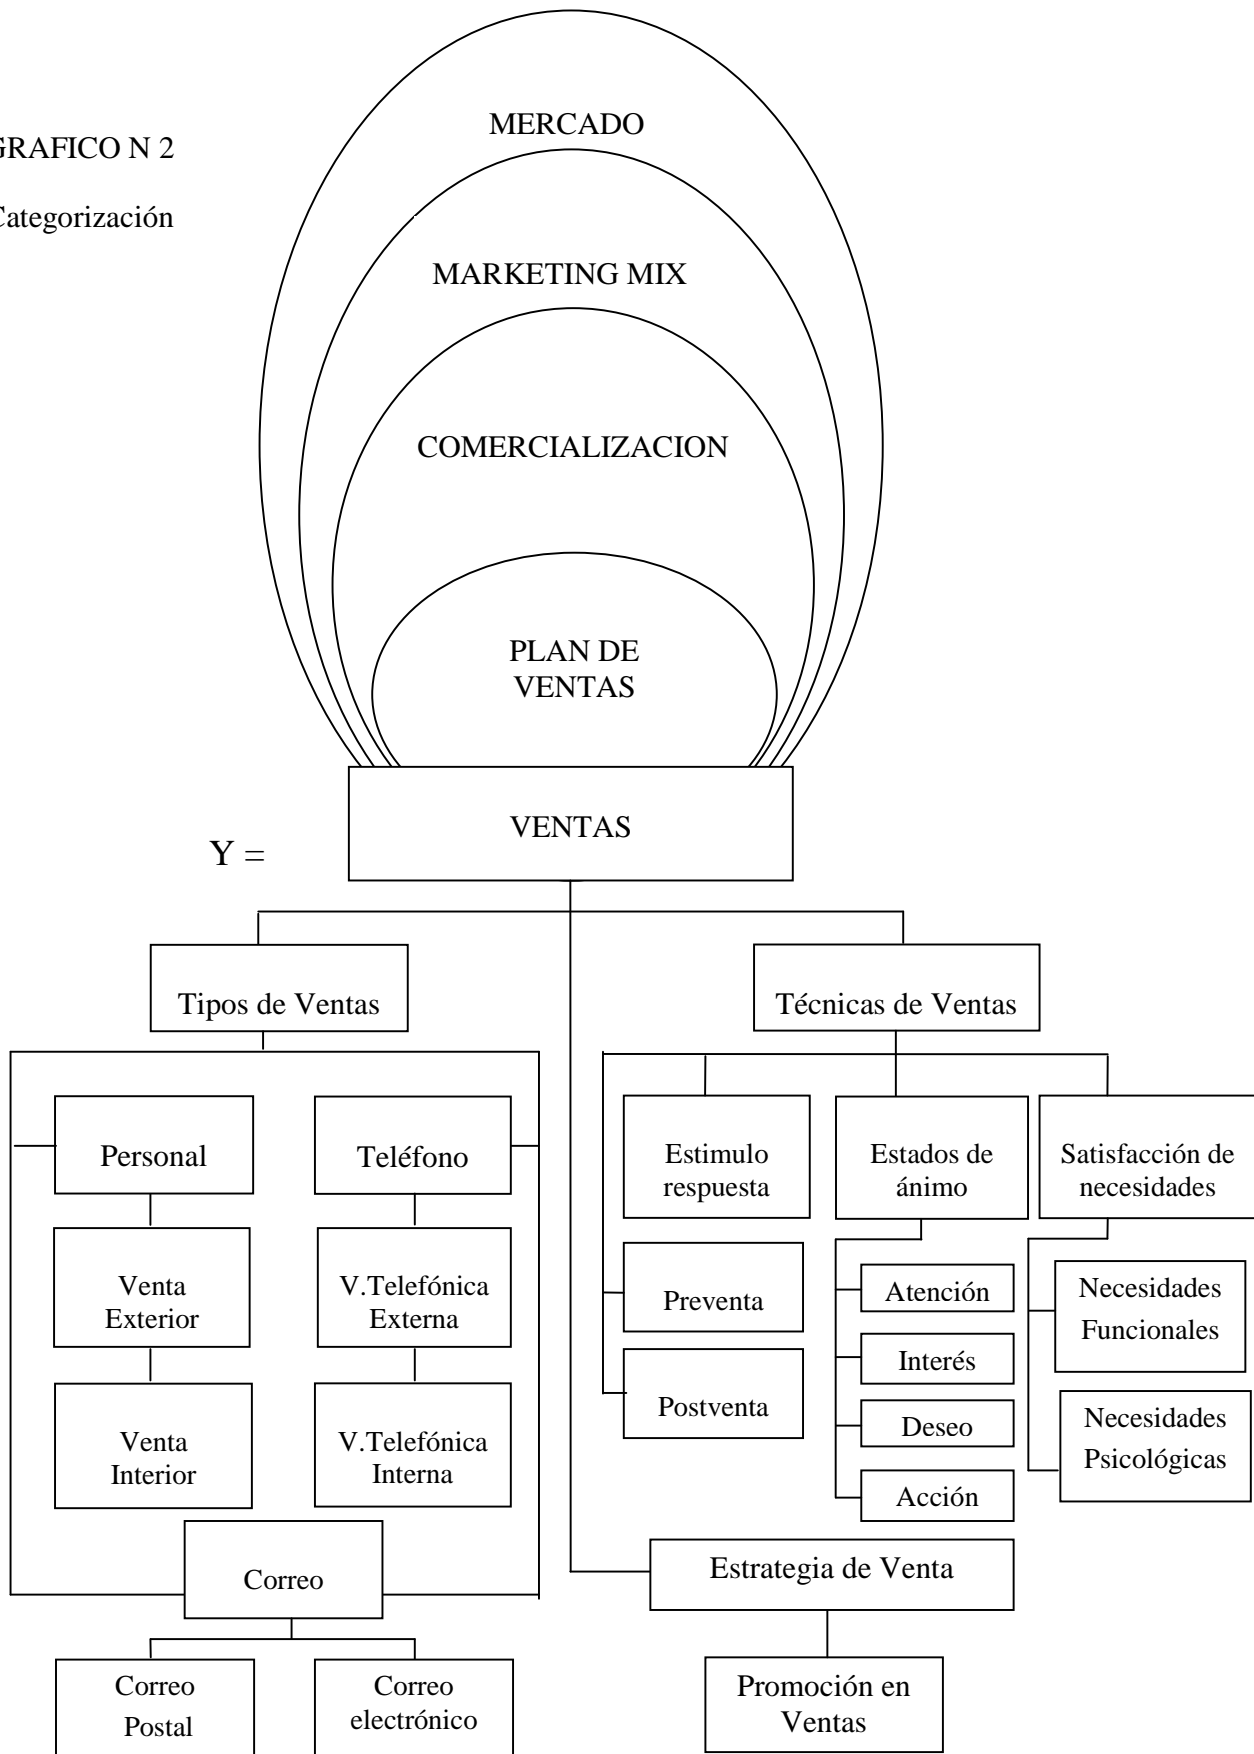 MERCADO
GRAFICO N 2
Categorización
MARKETING MIX
COMERCIALIZACION
PLAN DE
VENTAS
VENTAS
Y =
Tipos de Ventas
Técnicas de Ventas
Personal
Teléfono
Estimulo
respuesta
Estados de
ánimo
Satisfacción de
necesidades
Venta
Exterior
V.Telefónica
Externa
Preventa
Atención
Necesidades
Funcionales
Interés
Venta
Interior
V.Telefónica
Interna
Postventa
Deseo
Necesidades
Psicológicas
Acción
Correo
Estrategia de Venta
Correo
Postal
Correo
electrónico
Promoción en
Ventas